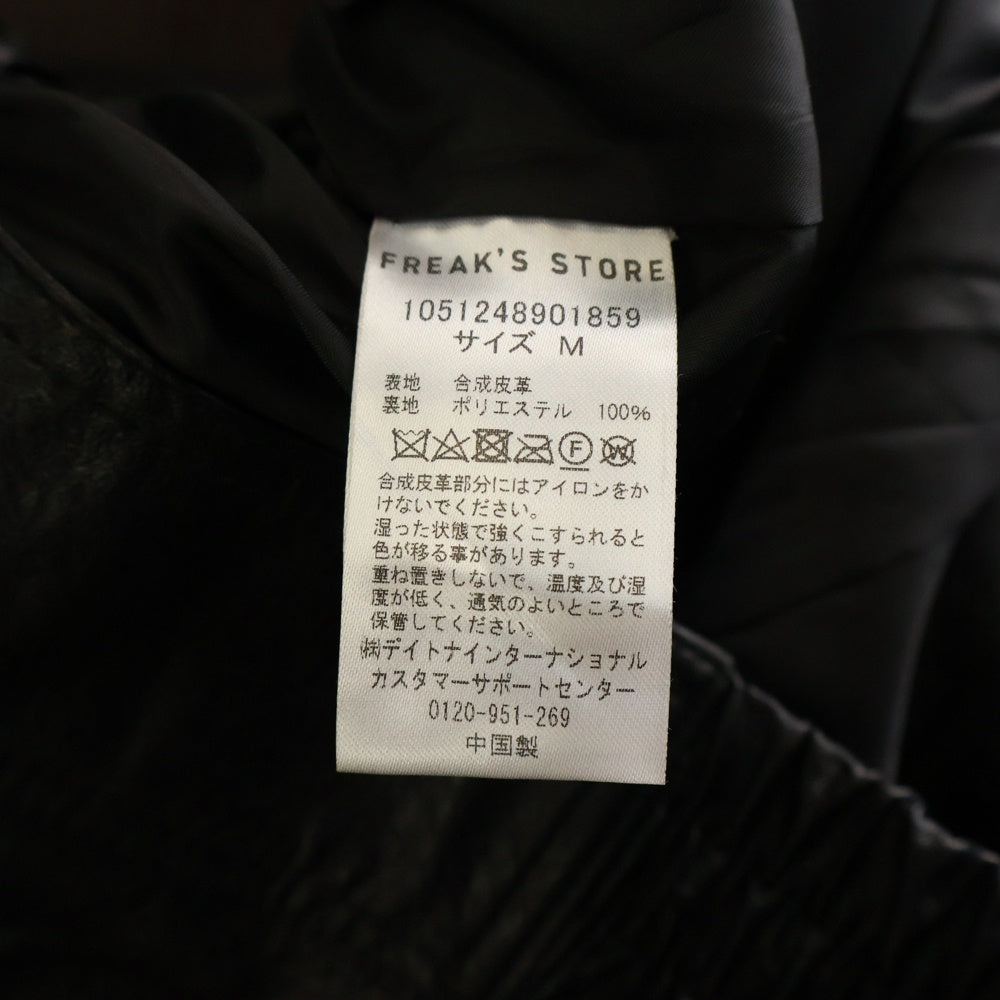 FREAK'S STORE
1051248901859
サイズ M
表地 合成皮革
裏地 ポリエステル 100%
F W
合成皮革部分にはアイロンをか
けないでください。
湿った状態で強くこすられると
色が移る事があります。
重ね置きしないで、温度及び湿
度が低く、通気のよいところで
保管してください。
㈱デイトナインターナショナル
カスタマーサポートセンター
0120-951-269
中国製